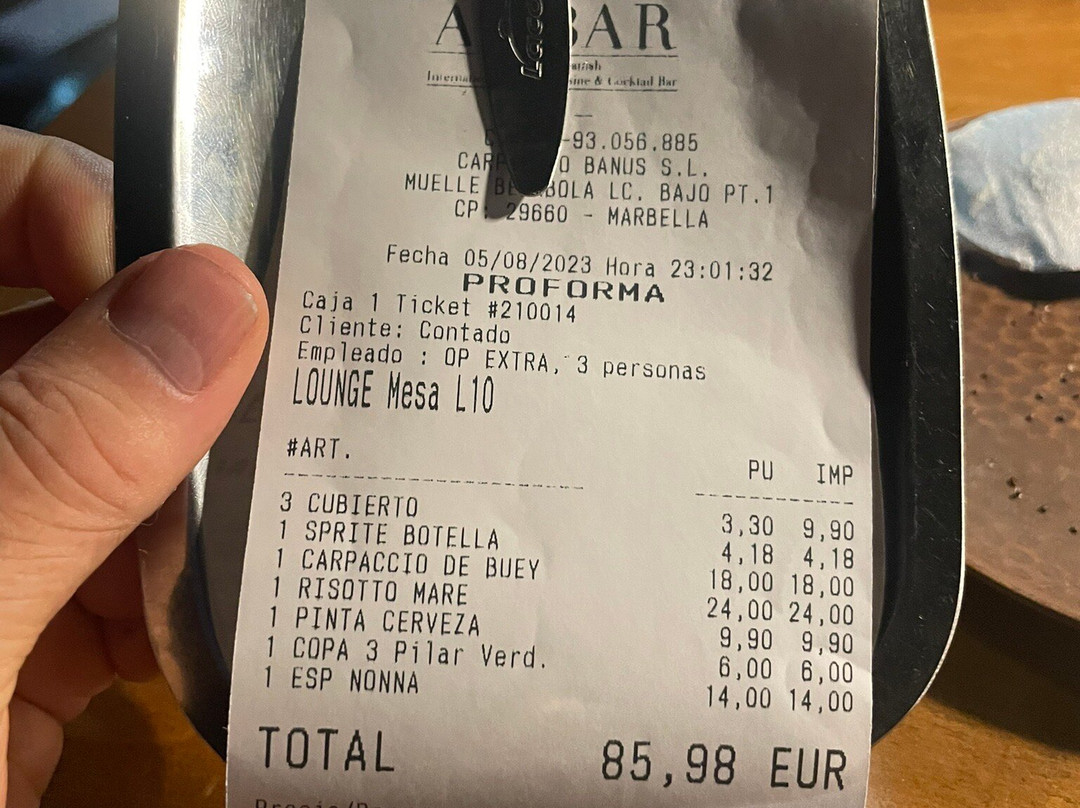 BAR
& Cocktail Bar
-93.056.885
BANUS S.L.
MUELLE LC. BAJO PT.1
CP: 29660 - MARBELLA
Fecha 05/08/2023 Hora 23:01:32
PROFORMA
Caja 1 Ticket #210014
Cliente: Contado
Empleado : OP EXTRA, 3 personas
LOUNGE Mesa L10
#ART. PU IMP
3 CUBIERTO 3,30 9,90
1 SPRITE BOTELLA 4,18 4,18
1 CARPACCIO DE BUEY 18,00 18,00
1 RISOTTO MARE 24,00 24,00
1 PINTA CERVEZA 9,90 9,90
1 COPA 3 Pilar Verd. 6,00 6,00
1 ESP NONNA 14,00 14,00
TOTAL 85,98 EUR